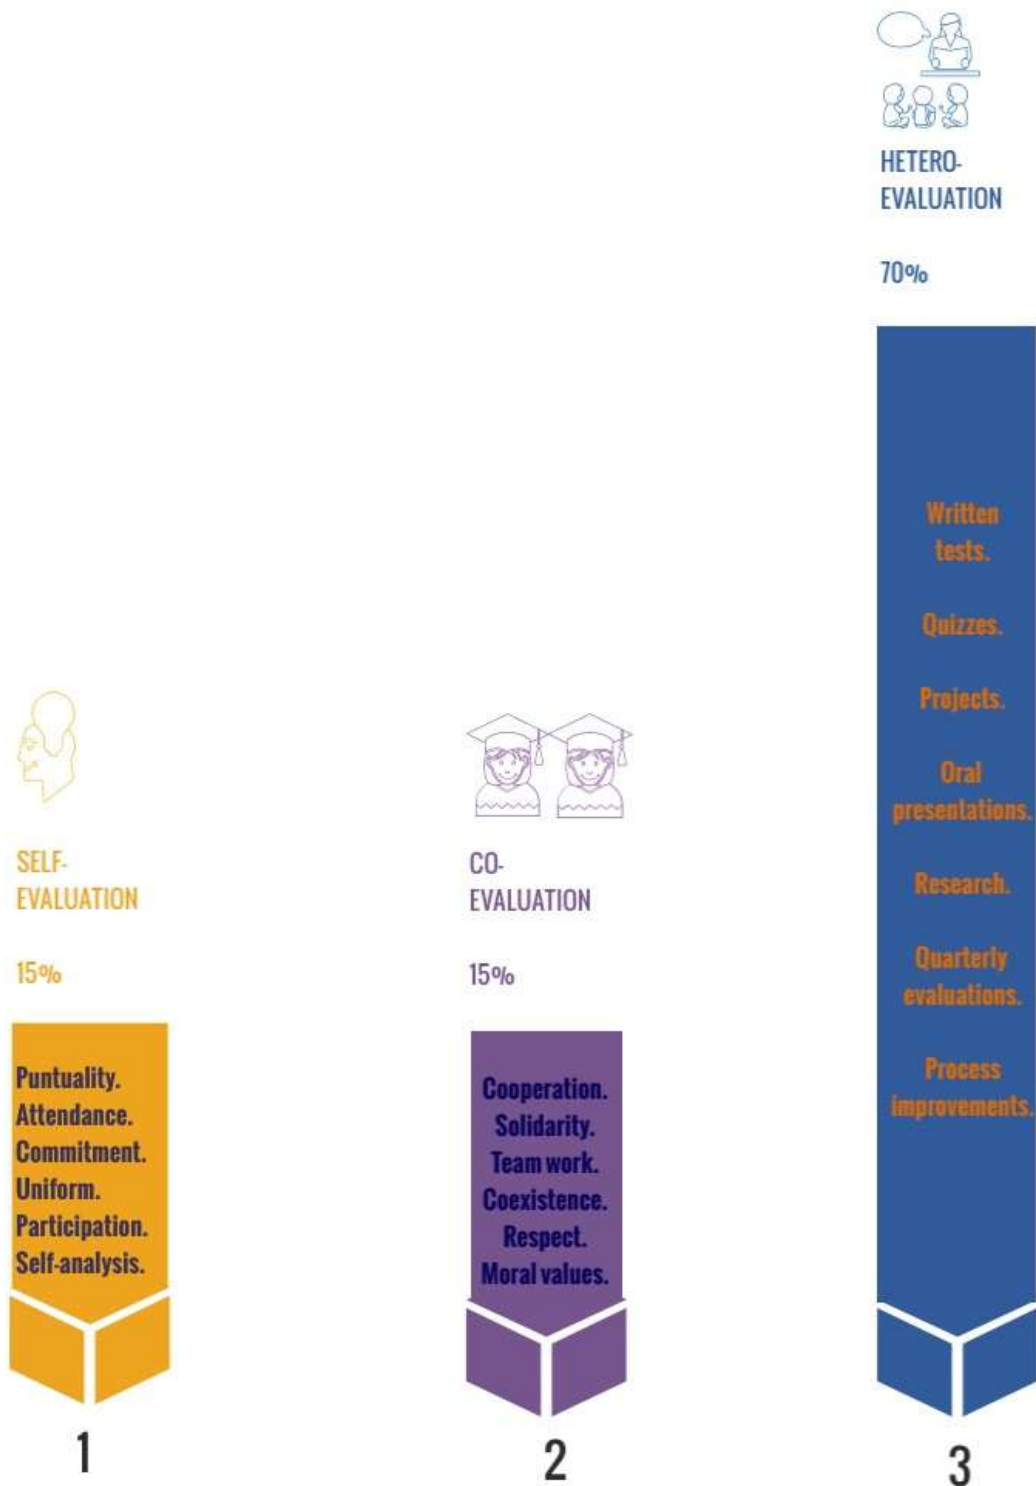 SELF-
EVALUATION
15%
Puntuality.
Attendance.
Commitment.
Uniform.
Participation.
Self-analysis.
1
CO-
EVALUATION
15%
Cooperation.
Solidarity.
Team work.
Coexistence.
Respect.
Moral values.
2
HETERO-
EVALUATION
70%
Written
tests.
Quizzes.
Projects.
Oral
presentations.
Research.
Quarterly
evaluations.
Process
improvements.
3